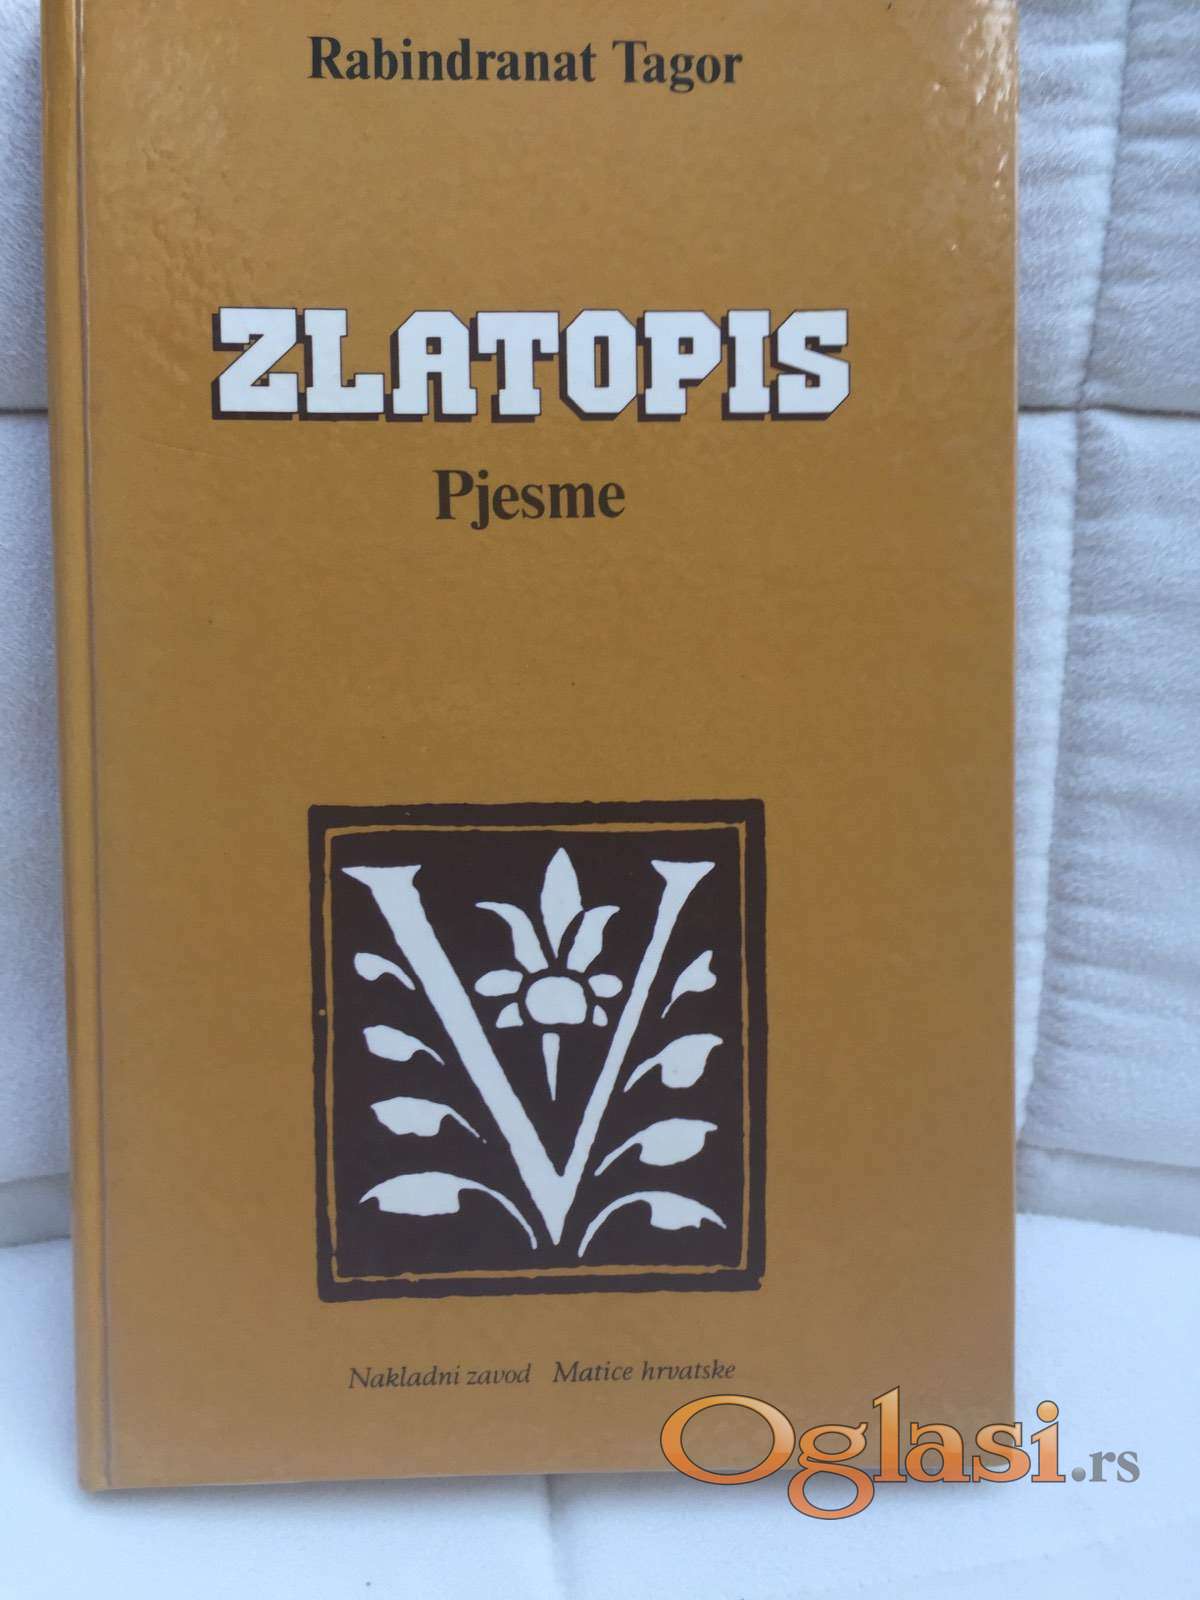 Rabindranat Tagor
ZLATOPIS
Pjesme
V
Nakladni zavod Matice hrvatske
Oglasi.rs